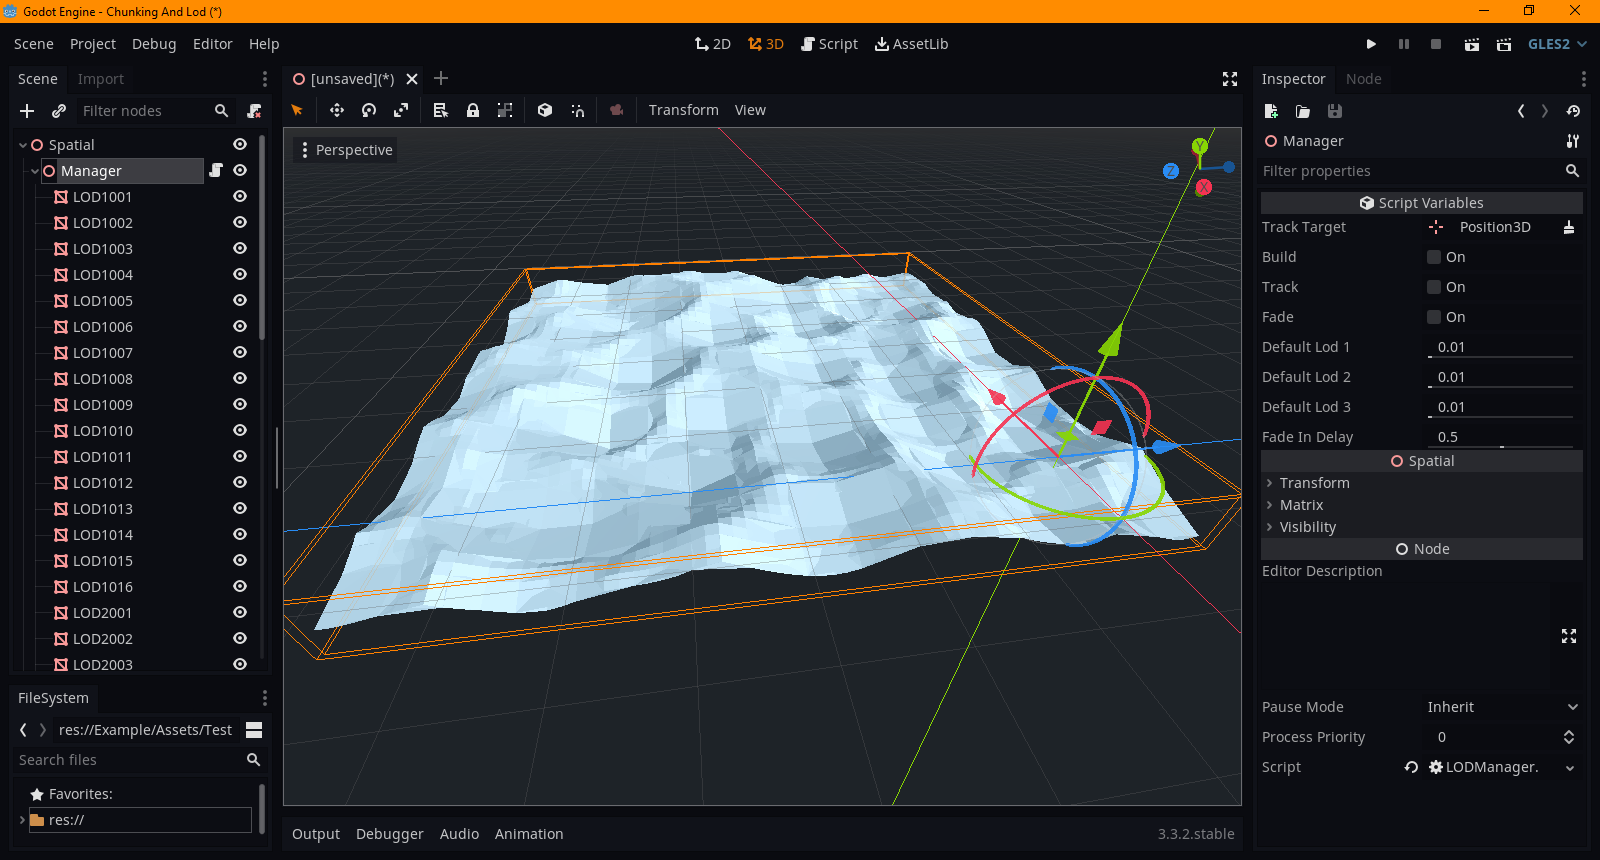 Godot Engine - Chunking And Lod (*)
Scene Project Debug Editor Help
2D 3D Script AssetLib
GLES2
Scene Import
Filter nodes
Spatial
Manager
LOD1001
LOD1002
LOD1003
LOD1004
LOD1005
LOD1006
LOD1007
LOD1008
LOD1009
LOD1010
LOD1011
LOD1012
LOD1013
LOD1014
LOD1015
LOD1016
LOD2001
LOD2002
LOD2003
FileSystem
res://Example/Assets/Test
Search files
Favorites:
res://
[unsaved](*)
Transform View
Perspective
Y
Z
X
Output Debugger Audio Animation
3.3.2.stable
Inspector Node
Manager
Filter properties
Script Variables
Track Target Position3D
Build On
Track On
Fade On
Default Lod 1 0.01
Default Lod 2 0.01
Default Lod 3 0.01
Fade In Delay 0.5
Spatial
Transform
Matrix
Visibility
Node
Editor Description
Pause Mode Inherit
Process Priority 0
Script LODManager.